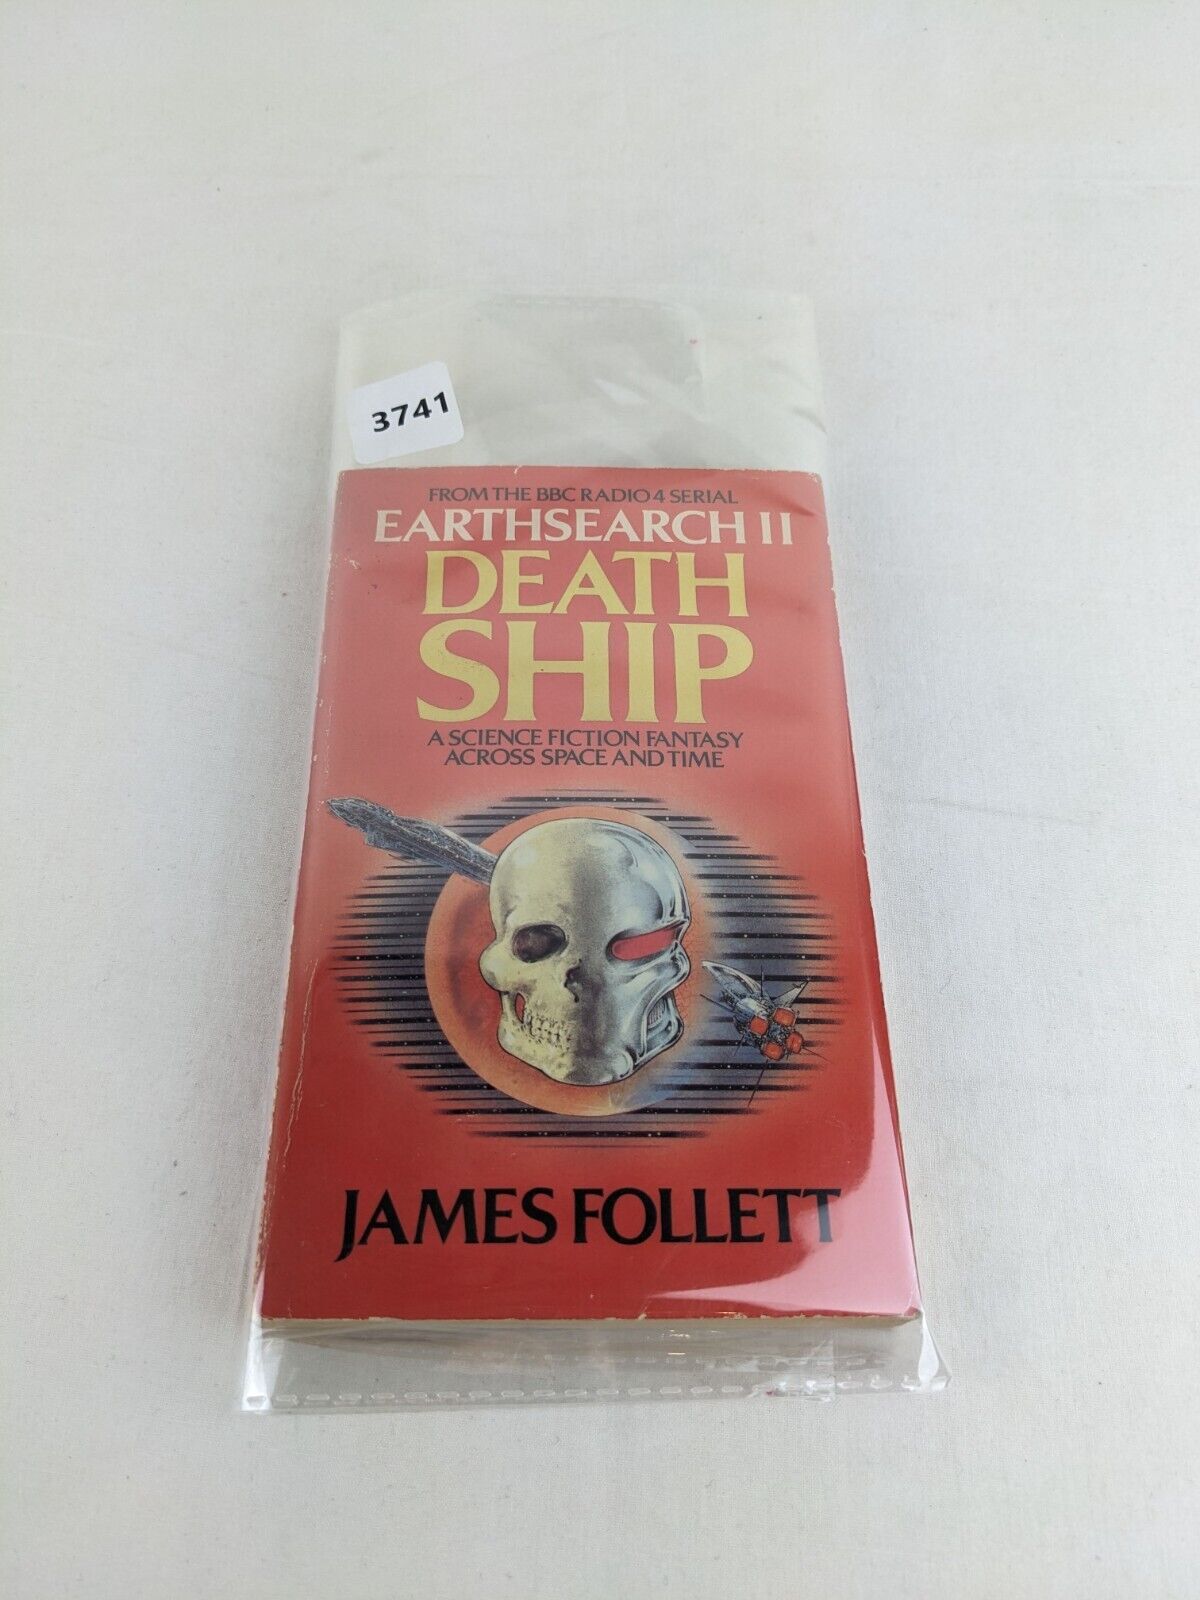 3741
FROM THE BBC RADIO 4 SERIAL
EARTHSEARCH II
DEATH
SHIP
A SCIENCE FICTION FANTASY
ACROSS SPACE AND TIME
JAMES FOLLETT